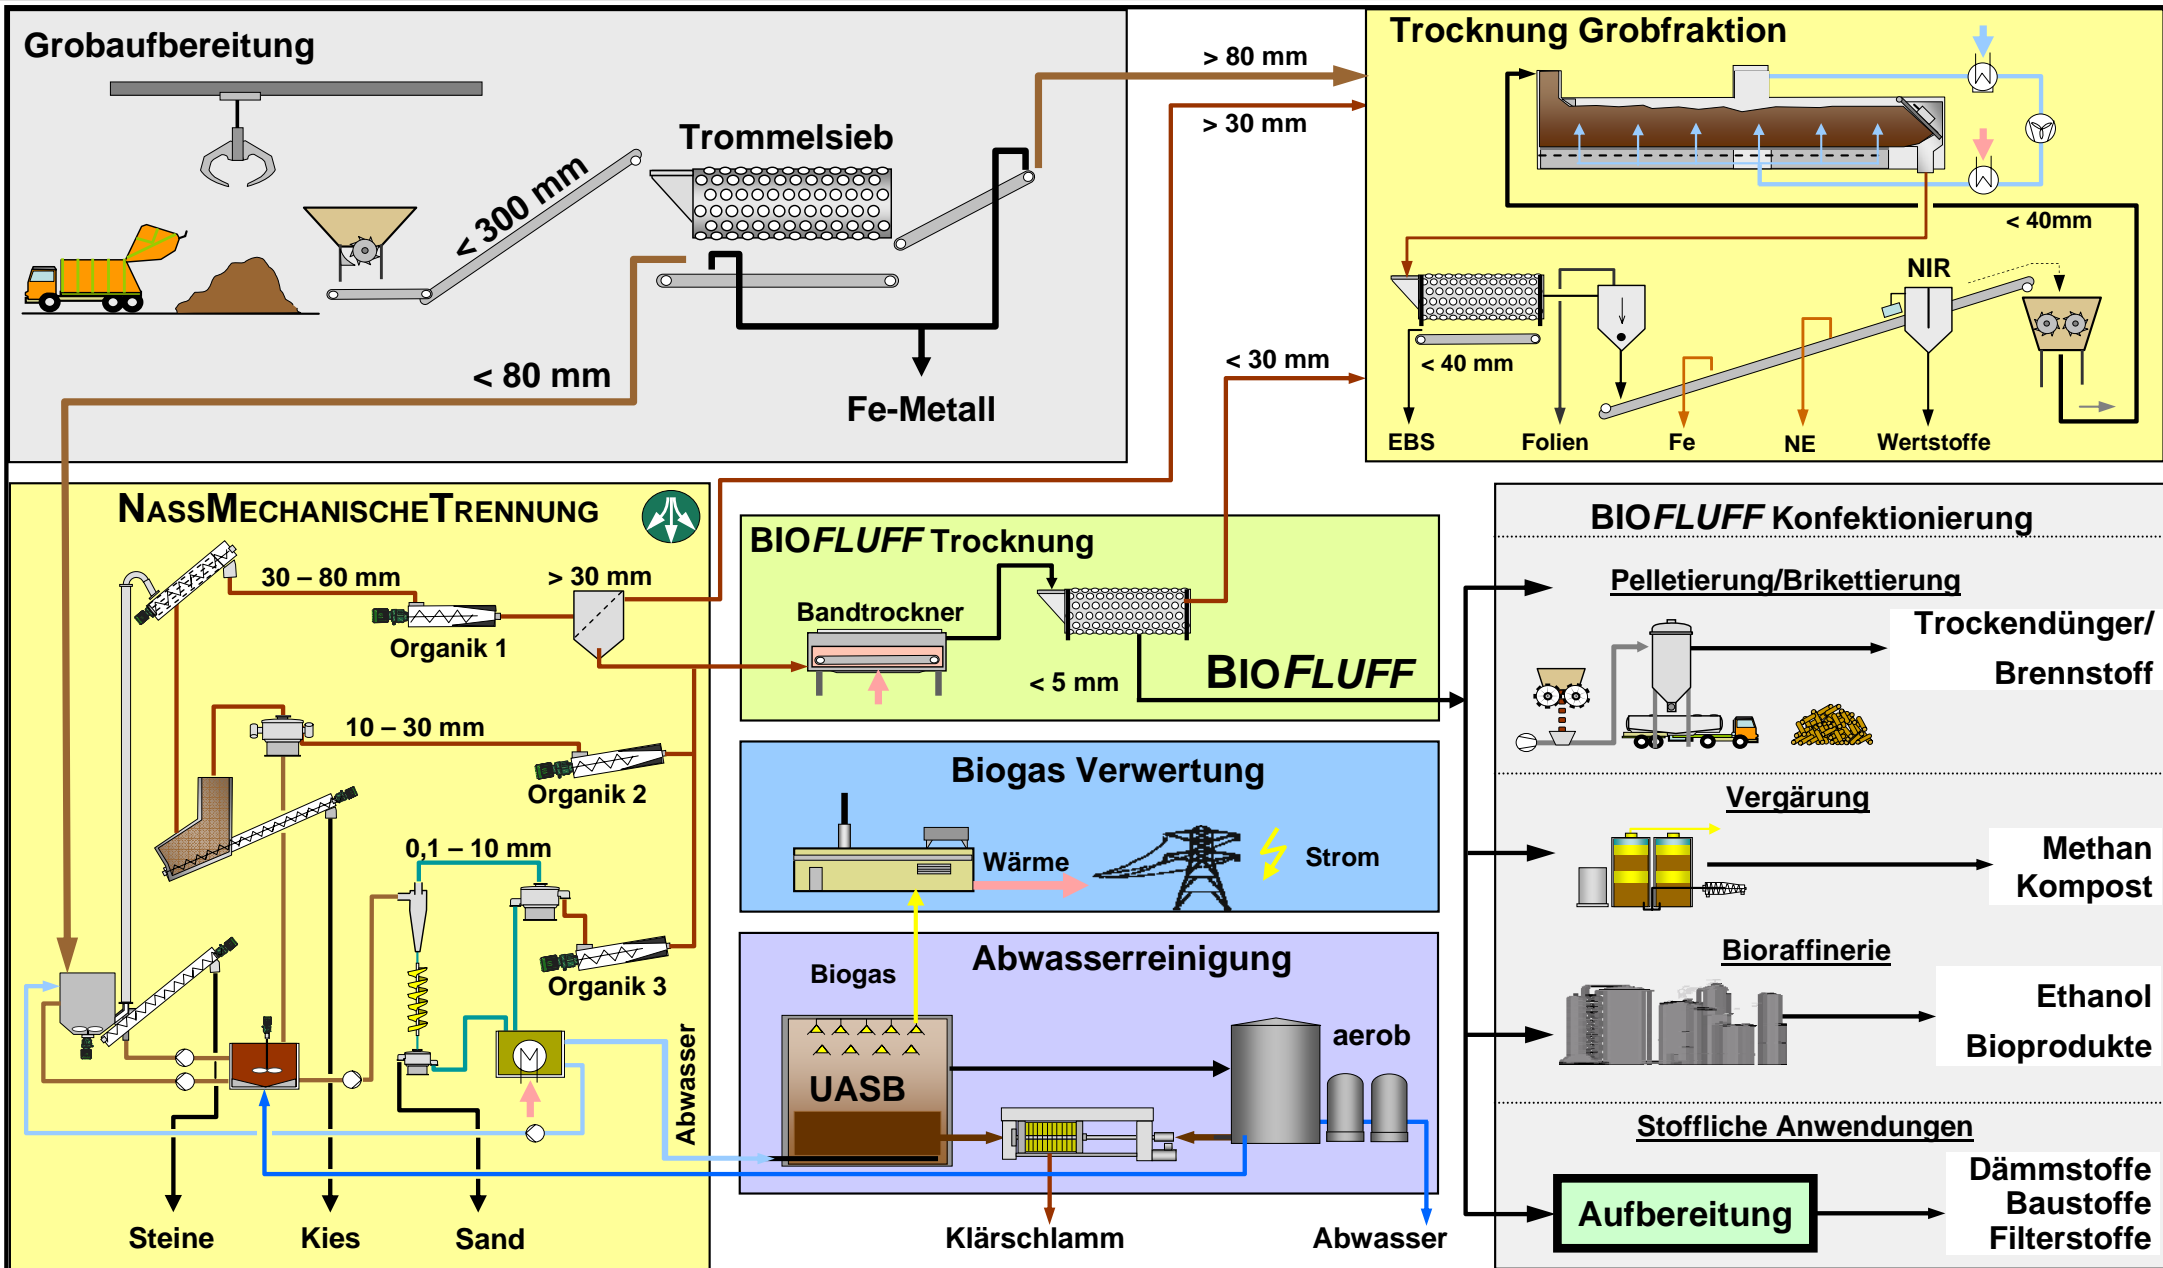 Grobaufbereitung
Trommelsieb
< 300 mm
< 80 mm
Fe-Metall
> 80 mm
> 30 mm
< 30 mm
Trocknung Grobfraktion
< 40mm
NIR
< 40 mm
EBS
Folien
Fe
NE
Wertstoffe
NASSMECHANISCHETRENNUNG
30 – 80 mm
> 30 mm
Organik 1
10 – 30 mm
Organik 2
0,1 – 10 mm
Organik 3
M
Abwasser
Steine
Kies
Sand
BIOFLUFF Trocknung
Bandtrockner
< 5 mm
BIOFLUFF
Biogas Verwertung
Wärme
Strom
Abwasserreinigung
Biogas
UASB
aerob
Klärschlamm
Abwasser
BIOFLUFF Konfektionierung
Pelletierung/Brikettierung
Trockendünger/
Brennstoff
Vergärung
Methan
Kompost
Bioraffinerie
Ethanol
Bioprodukte
Stoffliche Anwendungen
Aufbereitung
Dämmstoffe
Baustoffe
Filterstoffe